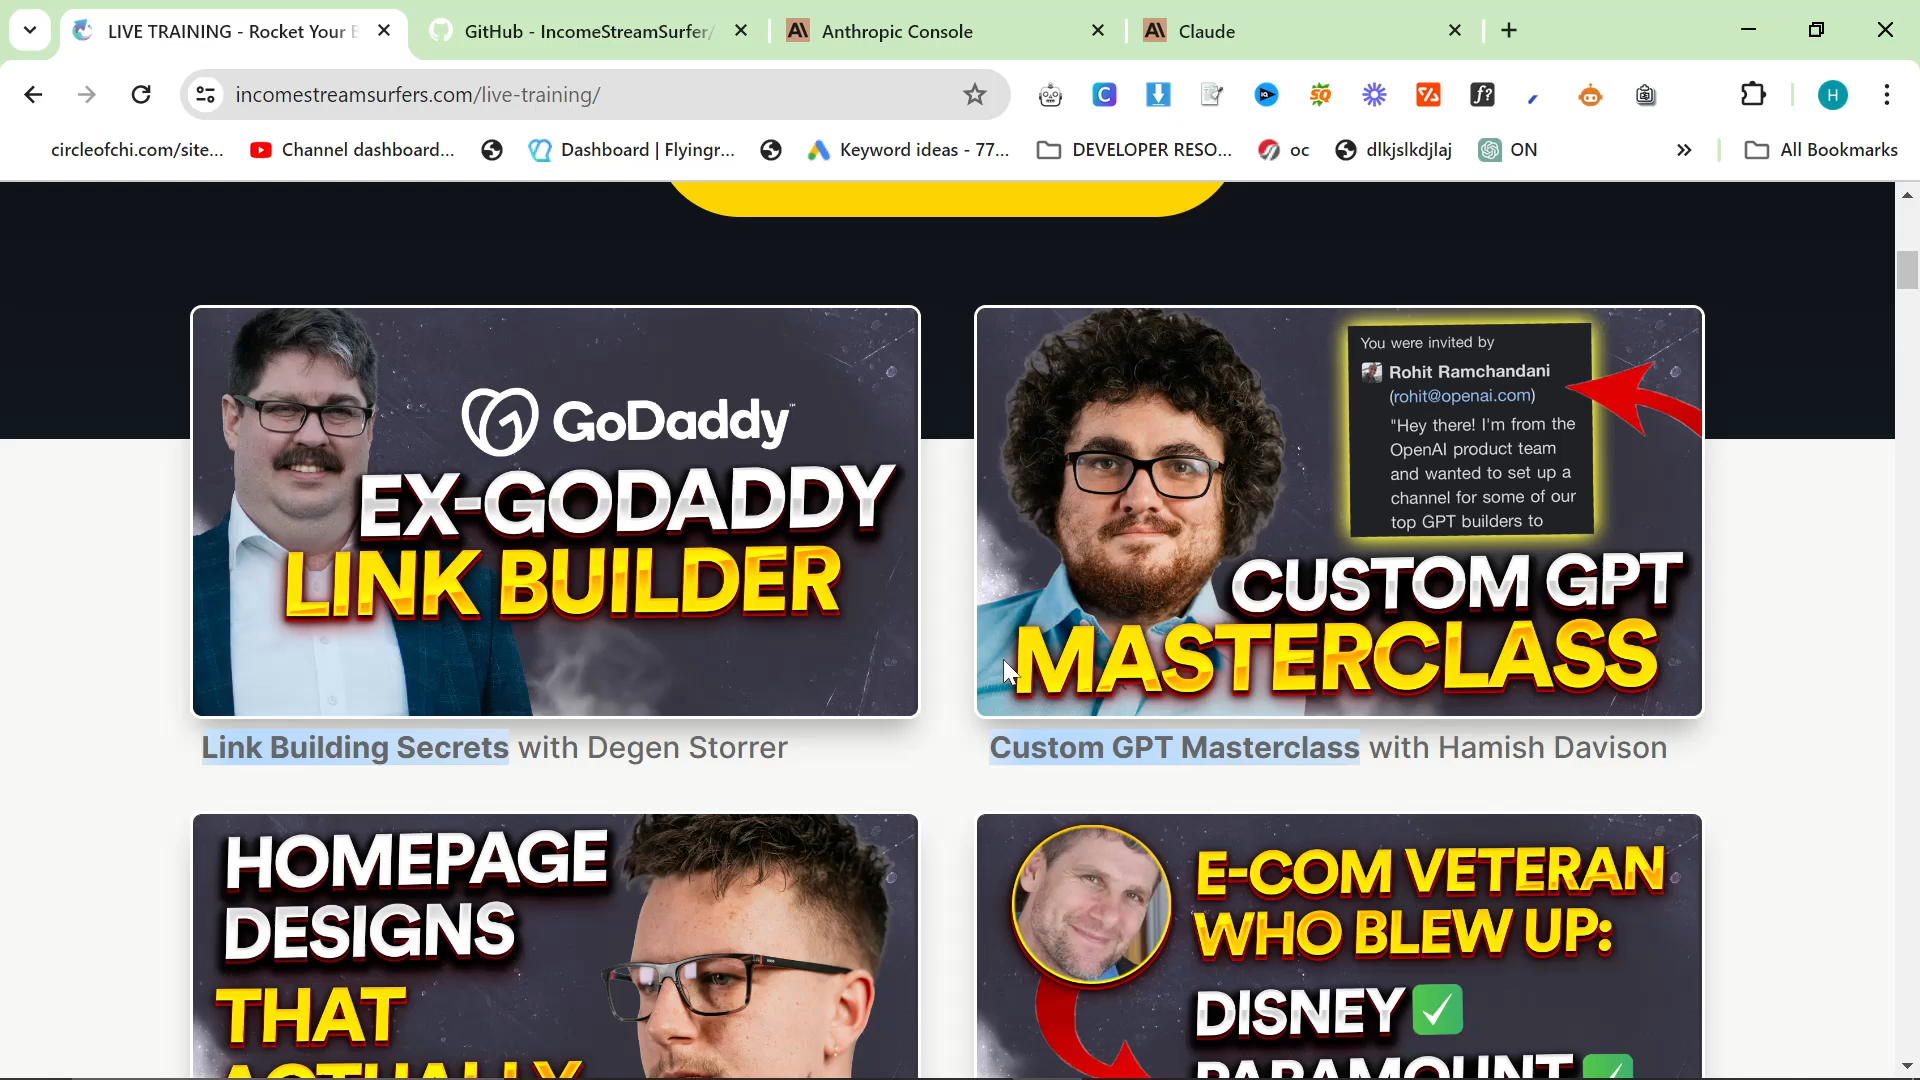 LIVE TRAINING - Rocket Your B
GitHub - IncomeStreamSurfer/
Anthropic Console
Claude
incomestreamsurfers.com/live-training/
H
circleofchi.com/site...
Channel dashboard...
Dashboard | Flyingr...
Keyword ideas - 77...
DEVELOPER RESO...
oc
dlkjslkdjlaj
ON
All Bookmarks
GoDaddy
EX-GODADDY
LINK BUILDER
You were invited by
Rohit Ramchandani
(rohit@openai.com)
"Hey there! I'm from the
OpenAI product team
and wanted to set up a
channel for some of our
top GPT builders to
CUSTOM GPT
MASTERCLASS
Link Building Secrets with Degen Storrer
Custom GPT Masterclass with Hamish Davison
HOMEPAGE
DESIGNS
THAT
ACTUALLY
E-COM VETERAN
WHO BLEW UP:
DISNEY
PARAMOUNT